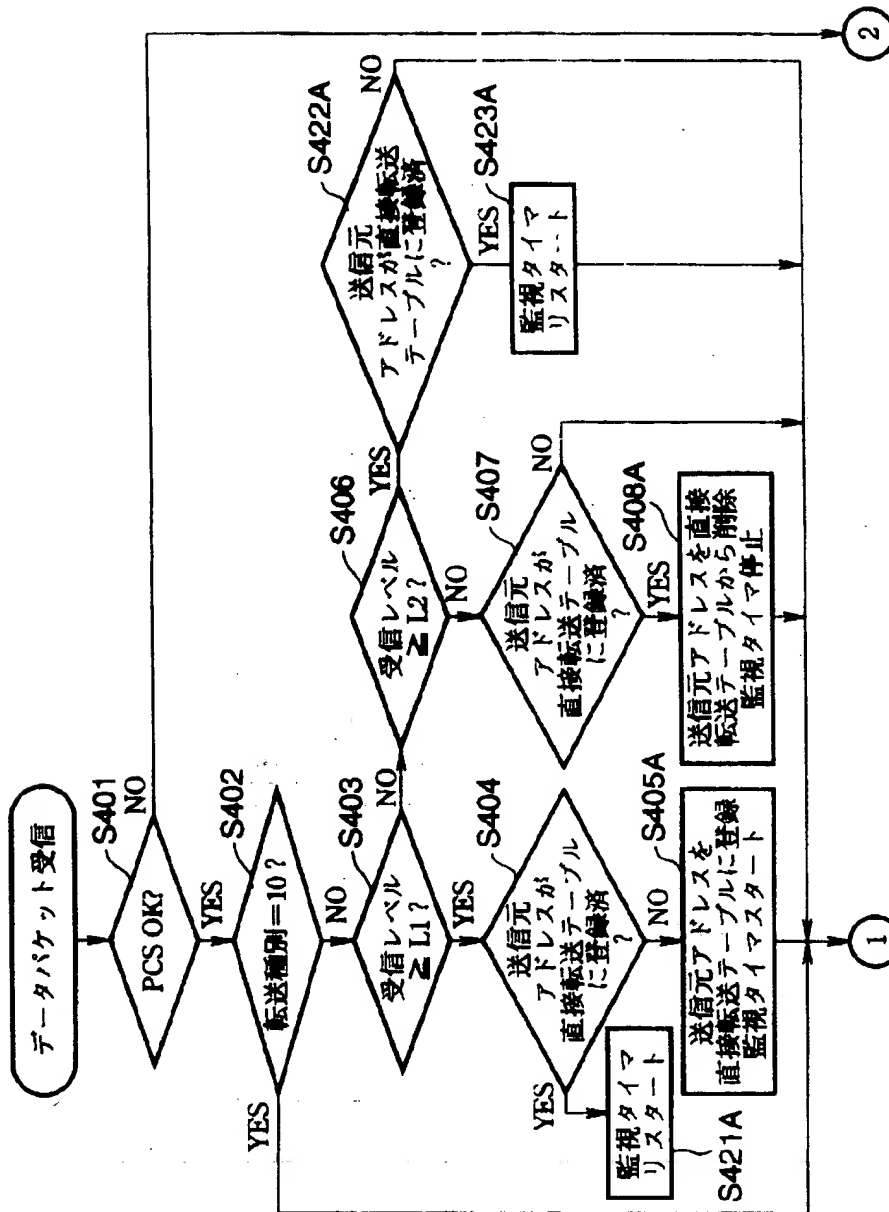 データパケット受信
S401
PCS OK?
NO
YES
S402
転送種別=10?
YES
NO
S403
受信レベル
≧L1?
NO
YES
S404
送信元
アドレスが
直接転送テーブル
に登録済
?
YES
NO
監視タイマ
リスタート
S421A
S405A
送信元アドレスを
直接転送テーブルに登録
監視タイマスタート
S406
受信レベル
≧L2?
YES
NO
S407
送信元
アドレスが
直接転送テーブル
に登録済
?
NO
YES
S408A
送信元アドレスを直接
転送テーブルから削除
監視タイマ停止
S422A
送信元
アドレスが直接転送
テーブルに登録済
?
NO
YES
S423A
監視タイマ
リスタート
1
2